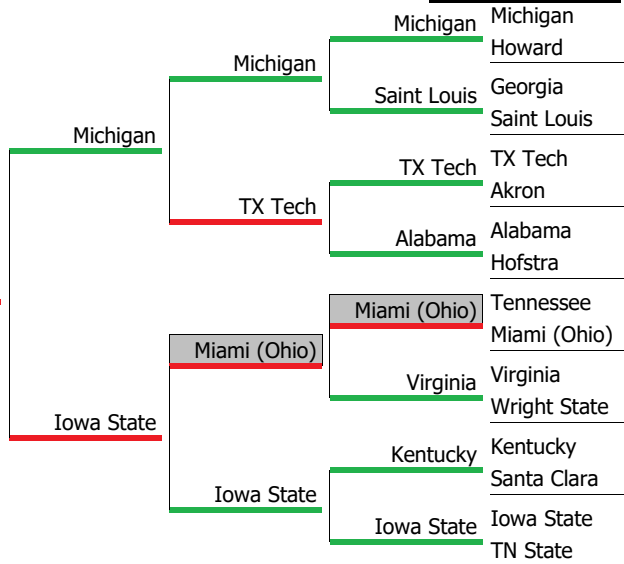 Michigan
Michigan
Howard
Michigan
Saint Louis
Georgia
Saint Louis
Michigan
TX Tech
TX Tech
Akron
TX Tech
Alabama
Alabama
Hofstra
Miami (Ohio)
Tennessee
Miami (Ohio)
Miami (Ohio)
Virginia
Virginia
Wright State
Iowa State
Kentucky
Kentucky
Santa Clara
Iowa State
Iowa State
Iowa State
TN State